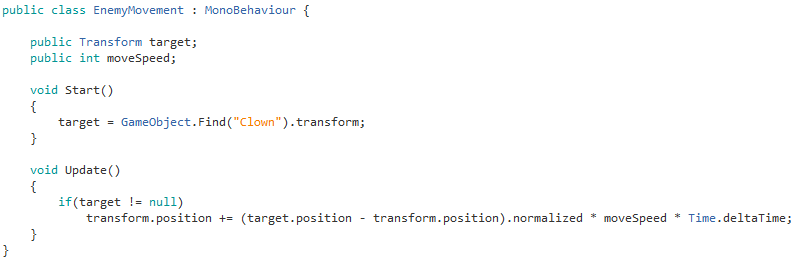 public class EnemyMovement : MonoBehaviour {
public Transform target;
public int moveSpeed;
void Start()
{
target = GameObject.Find("Clown").transform;
}
void Update()
{
if(target != null)
transform.position += (target.position - transform.position).normalized * moveSpeed * Time.deltaTime;
}
}